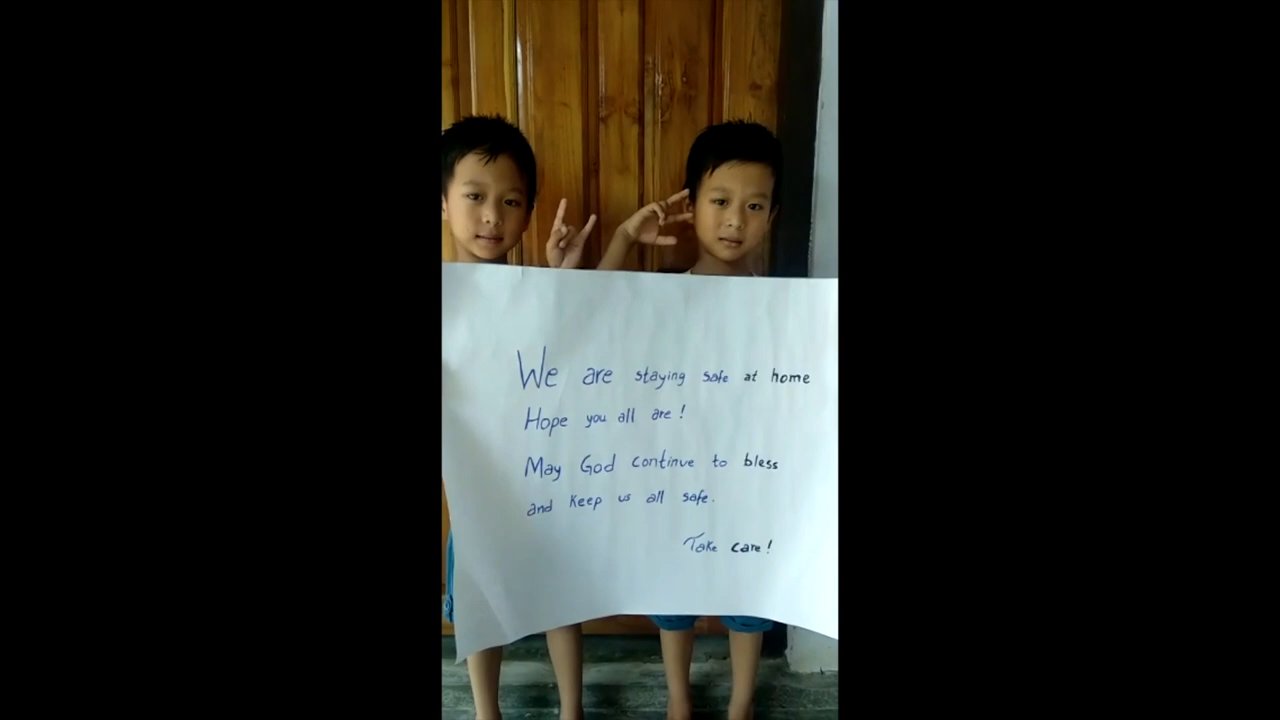 We are staying safe at home
Hope you all are!
May God continue to bless
and keep us all safe.
Take care!